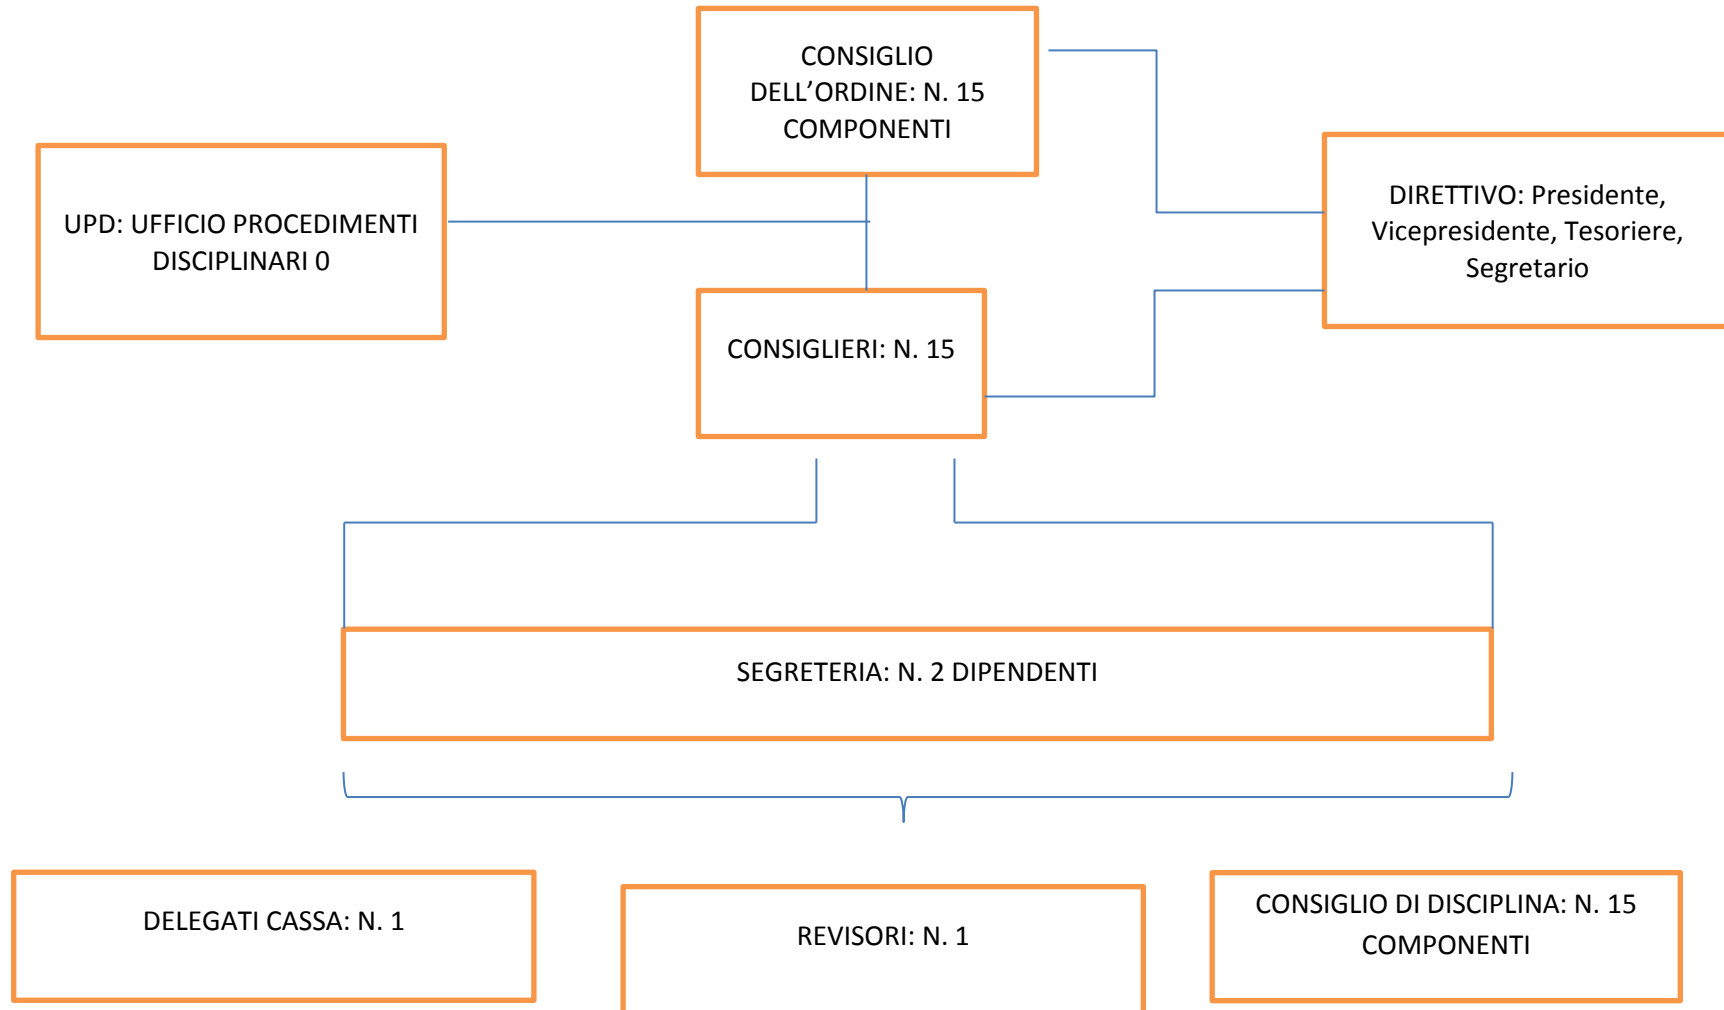 CONSIGLIO
DELL’ORDINE: N. 15
COMPONENTI
UPD: UFFICIO PROCEDIMENTI
DISCIPLINARI 0
DIRETTIVO: Presidente,
Vicepresidente, Tesoriere,
Segretario
CONSIGLIERI: N. 15
SEGRETERIA: N. 2 DIPENDENTI
DELEGATI CASSA: N. 1
REVISORI: N. 1
CONSIGLIO DI DISCIPLINA: N. 15
COMPONENTI